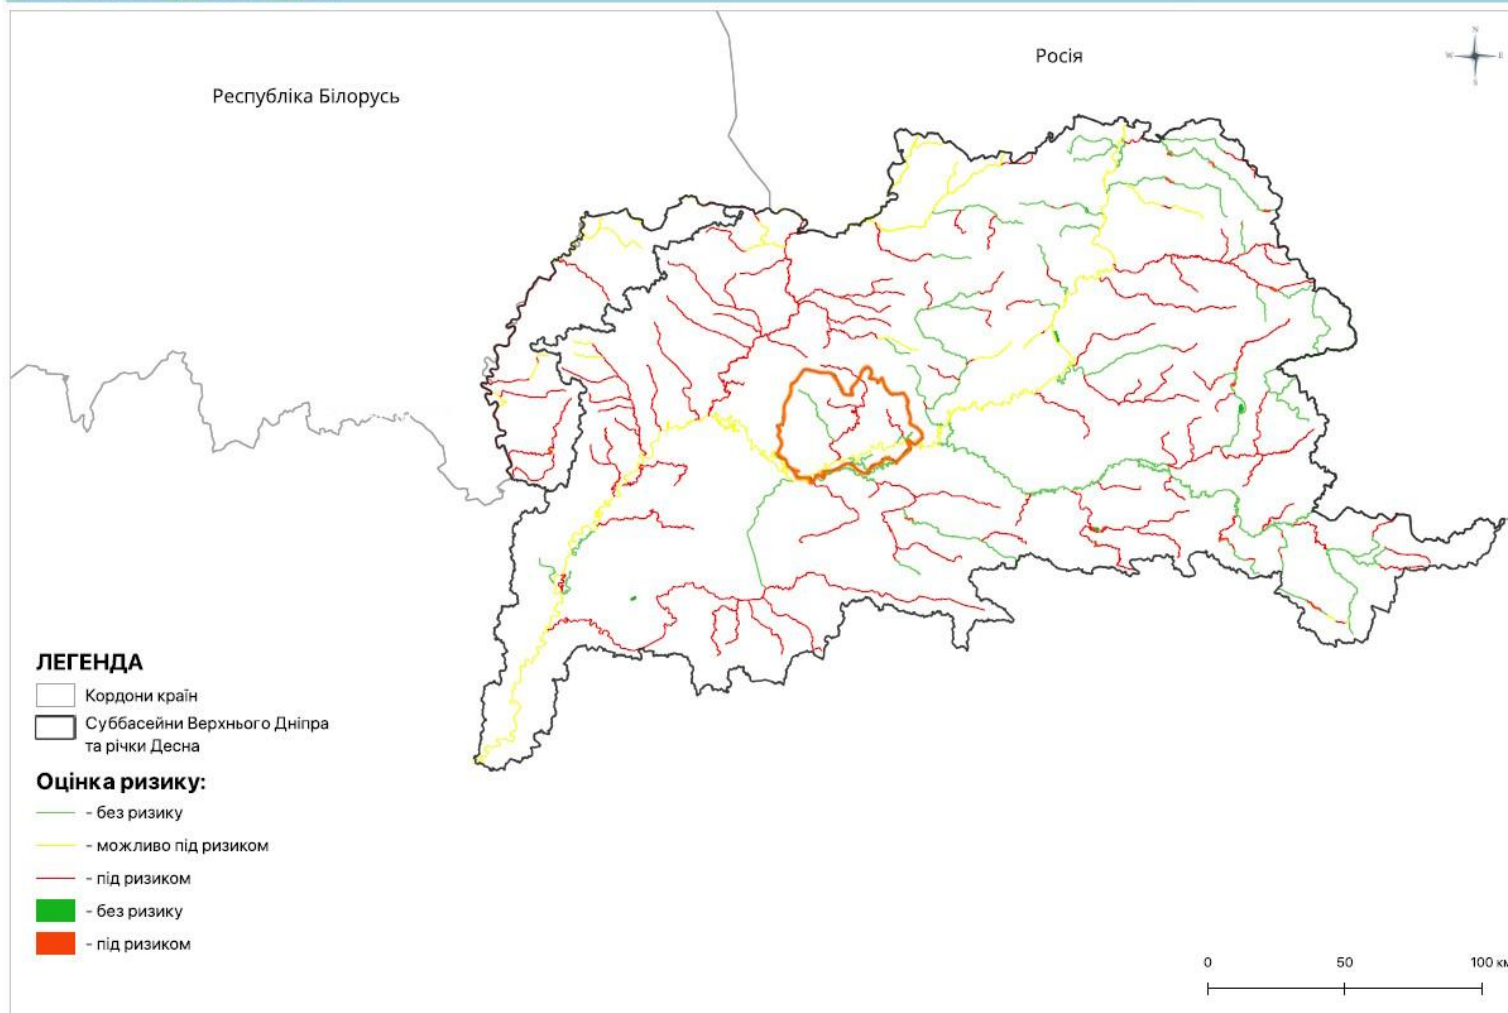 Росія
Республіка Білорусь
N
W E
S
ЛЕГЕНДА
Кордони країн
Суббасейни Верхнього Дніпра
та річки Десна
Оцінка ризику:
- без ризику
- можливо під ризиком
- під ризиком
- без ризику
- під ризиком
0 50 100 км